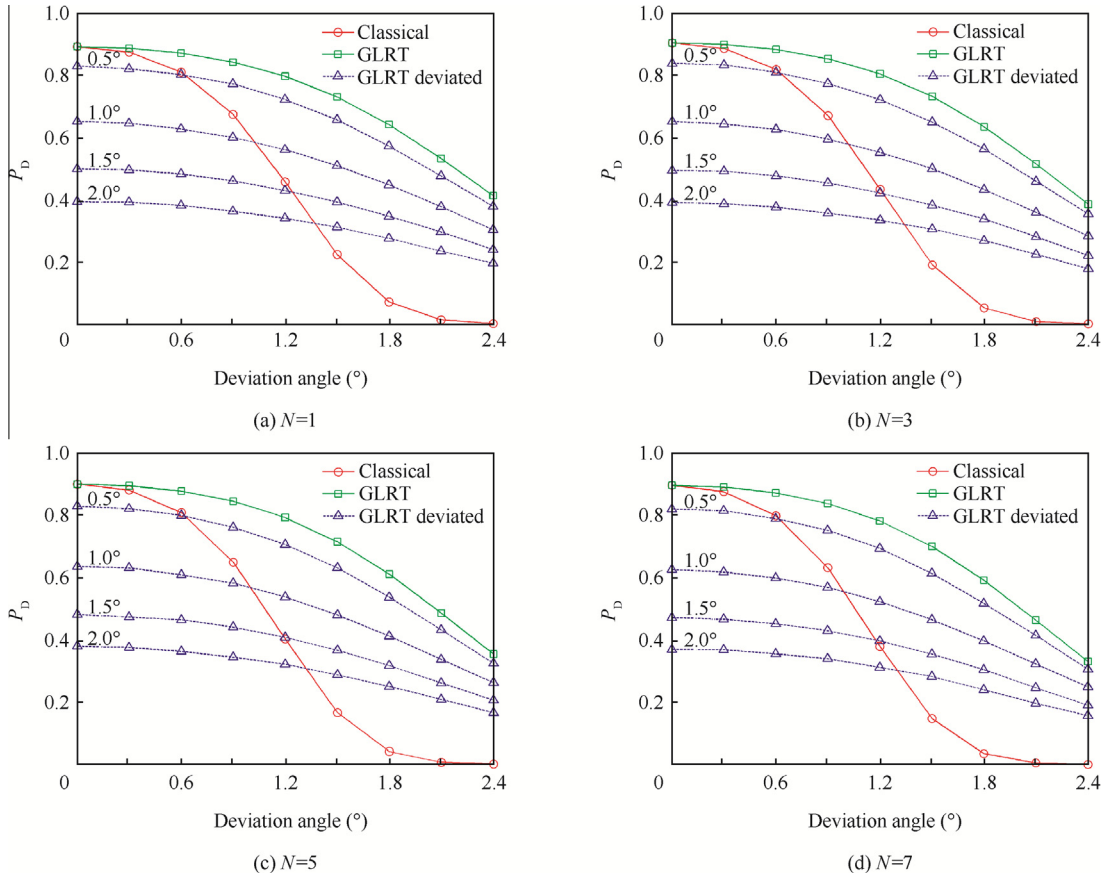 1.0
0.8
0.6
0.4
0.2
0
P_D
0.5°
1.0°
1.5°
2.0°
Classical
GLRT
GLRT deviated
0.6
1.2
1.8
2.4
Deviation angle (°)
(a) N=1
1.0
0.8
0.6
0.4
0.2
0
P_D
0.5°
1.0°
1.5°
2.0°
Classical
GLRT
GLRT deviated
0.6
1.2
1.8
2.4
Deviation angle (°)
(b) N=3
1.0
0.8
0.6
0.4
0.2
0
P_D
0.5°
1.0°
1.5°
2.0°
Classical
GLRT
GLRT deviated
0.6
1.2
1.8
2.4
Deviation angle (°)
(c) N=5
1.0
0.8
0.6
0.4
0.2
0
P_D
0.5°
1.0°
1.5°
2.0°
Classical
GLRT
GLRT deviated
0.6
1.2
1.8
2.4
Deviation angle (°)
(d) N=7